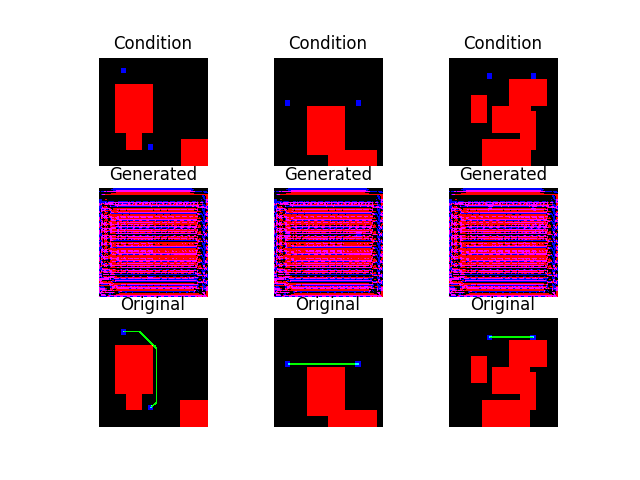 Condition Condition Condition
Generated Generated Generated
Original Original Original